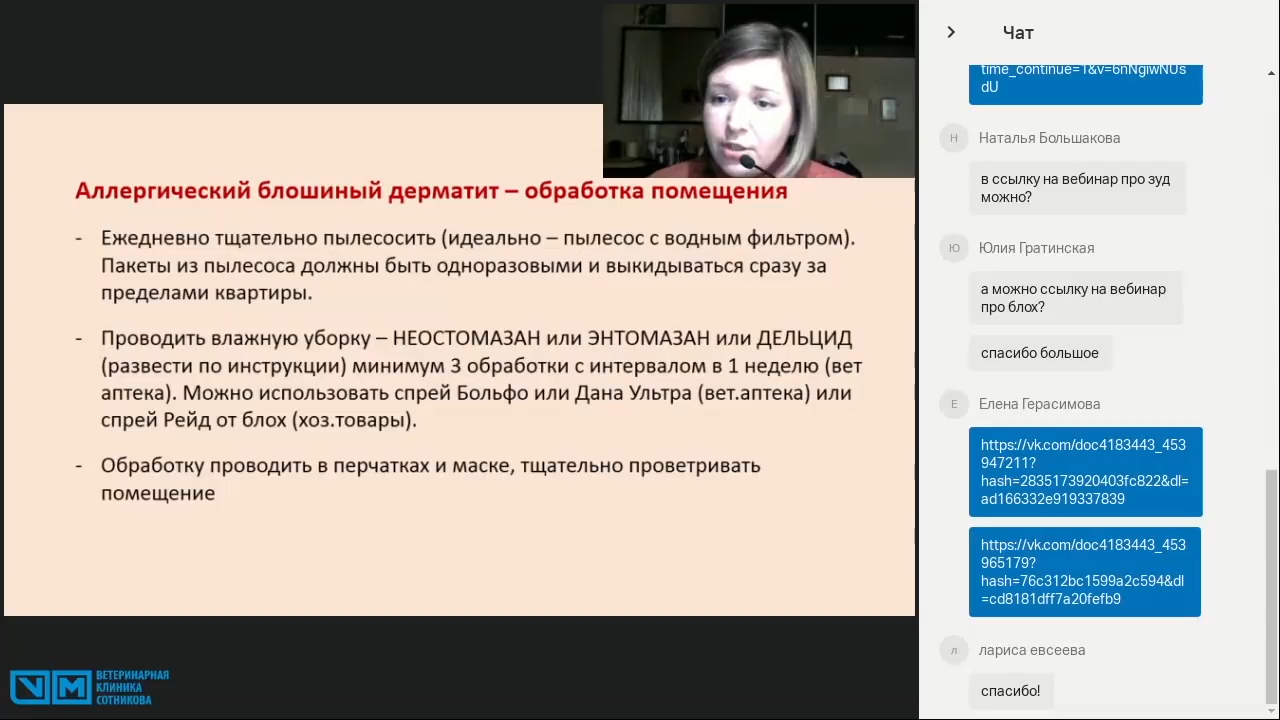 Аллергический блошиный дерматит – обработка помещения
- Ежедневно тщательно пылесосить (идеально – пылесос с водным фильтром).
Пакеты из пылесоса должны быть одноразовыми и выкидываться сразу за
пределами квартиры.
- Проводить влажную уборку – НЕОСТОМАЗАН или ЭНТОМАЗАН или ДЕЛЬЦИД
(развести по инструкции) минимум 3 обработки с интервалом в 1 неделю (вет
аптека). Можно использовать спрей Больфо или Дана Ультра (вет.аптека) или
спрей Рейд от блох (хоз.товары).
- Обработку проводить в перчатках и маске, тщательно проветривать
помещение
VM ВЕТЕРИНАРНАЯ
КЛИНИКА
СОТНИКОВА
Чат
time_continue=1&v=6nNgiwNUs
dU
Н Наталья Большакова
в ссылку на вебинар про зуд
можно?
Ю Юлия Гратинская
а можно ссылку на вебинар
про блох?
спасибо большое
Е Елена Герасимова
https://vk.com/doc4183443_453
947211?
hash=2835173920403fc822&dl=
ad166332e919337839
https://vk.com/doc4183443_453
965179?
hash=76c312bc1599a2c594&dl
=cd8181dff7a20fefb9
л лариса евсеева
спасибо!